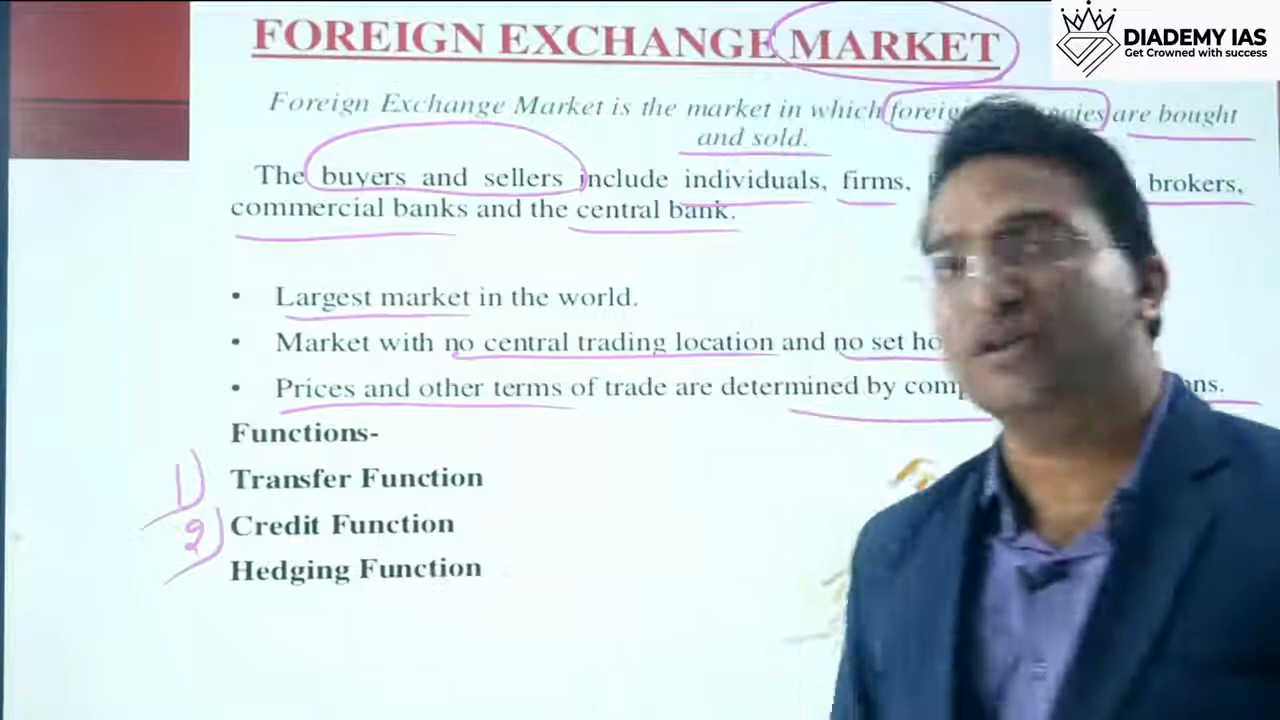 FOREIGN EXCHANGE MARKET
DIADEMY IAS
Get Crowned with success
Foreign Exchange Market is the market in which are bought
and sold.
The buyers and sellers include individuals, firms, brokers,
commercial banks and the central bank.
• Largest market in the world.
• Market with no central trading location and no set
• Prices and other terms of trade are determined by
Functions-
1) Transfer Function
2) Credit Function
Hedging Function